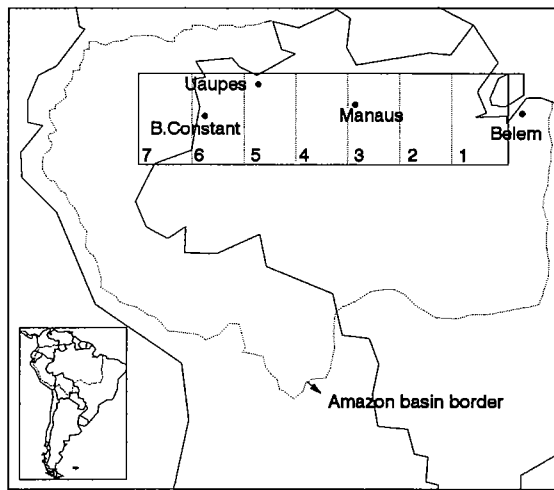 Uaupes
Manaus
B.Constant
Belem
7 6 5 4 3 2 1
Amazon basin border